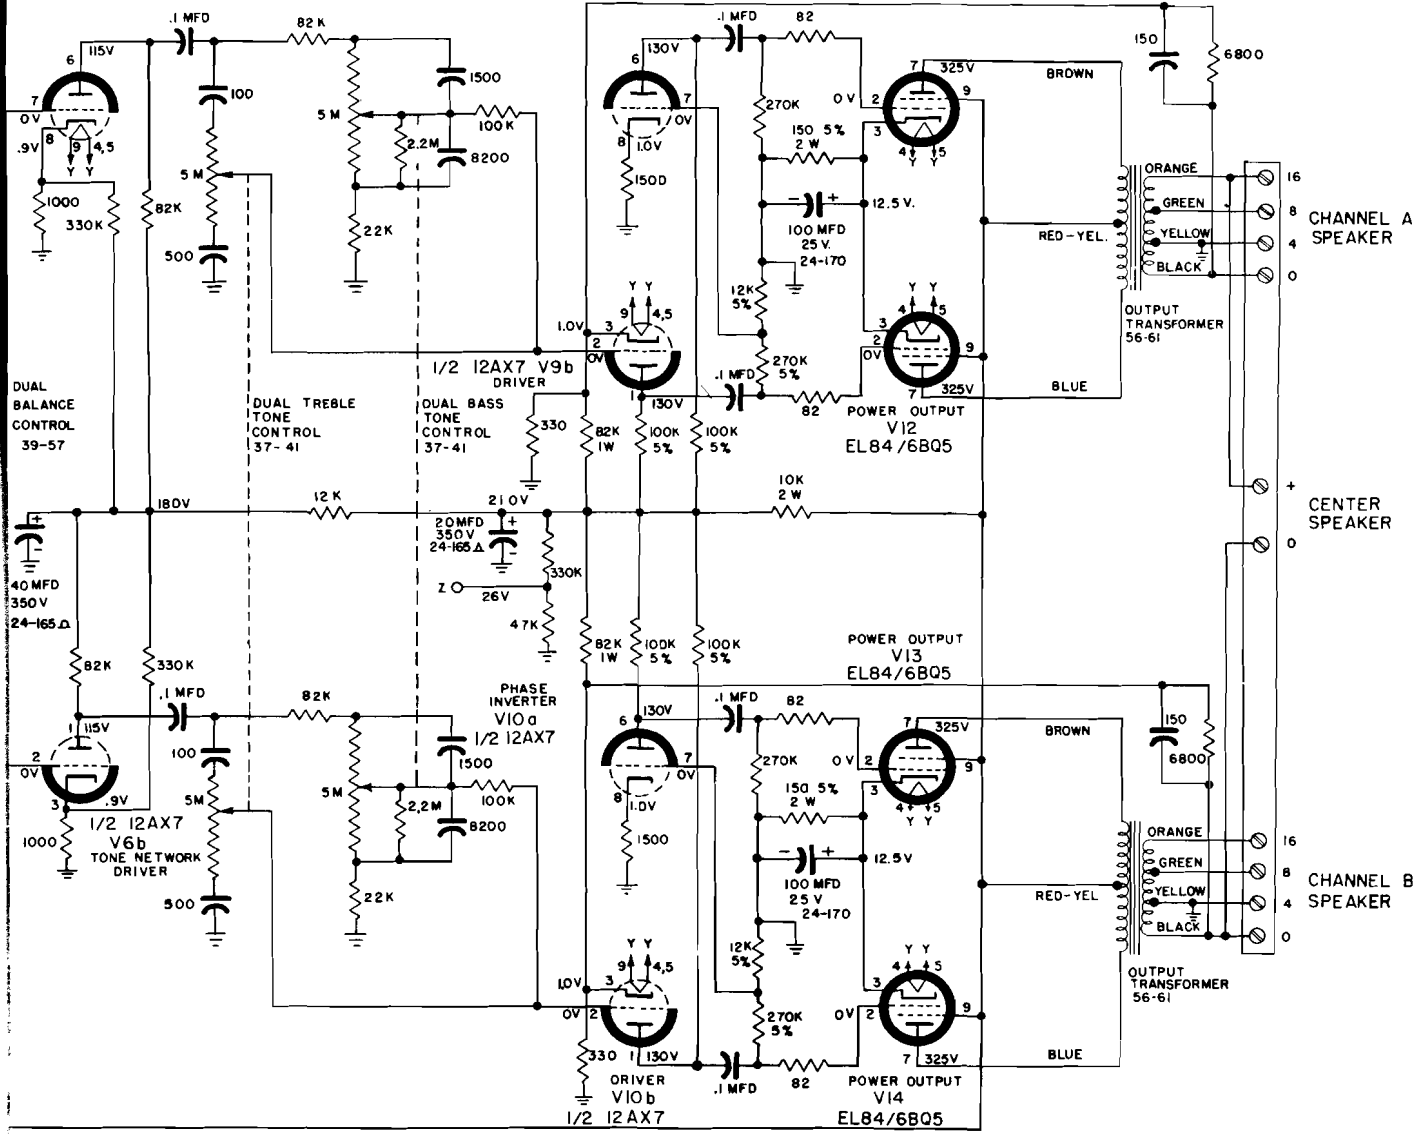 .1 MFD
82 K
.1 MFD
82
150
6800
6
115V
7
0V
8
.9V
9
4,5
Y Y
100
1500
5 M
100K
2.2M
8200
5 M
1000
330K
82K
22K
500
6
130V
7
0V
8
1.0V
1500
270K
150 5%
2 W
- +
12.5 V.
100 MFD
25 V.
24-170
12K
5%
270K
5%
0V
2
3
7
325V
9
4 5
Y Y
BROWN
RED-YEL.
BLUE
ORANGE
GREEN
YELLOW
BLACK
16
8
4
0
CHANNEL A
SPEAKER
OUTPUT
TRANSFORMER
56-61
Y Y
9
4,5
1.0V
3
2
0V
1
130V
1/2 12AX7 V9b
DRIVER
.1 MFD
82
Y Y
4 5
3
2
0V
9
7
325V
POWER OUTPUT
V12
EL84/6BQ5
DUAL
BALANCE
CONTROL
39-57
DUAL TREBLE
TONE
CONTROL
37-41
DUAL BASS
TONE
CONTROL
37-41
330
82K
1W
100K
5%
100K
5%
180V
12 K
210V
10K
2 W
+
CENTER
SPEAKER
0
+
-
40 MFD
350V
24-165
20MFD
350V
24-165
+
-
330K
Z
26V
47K
82K
1W
100K
5%
100K
5%
POWER OUTPUT
V13
EL84/6BQ5
82K
330K
.1 MFD
82K
PHASE
INVERTER
V10a
1/2 12AX7
1
115V
2
0V
3
.9V
1/2 12AX7
V6b
TONE NETWORK
DRIVER
1000
100
5M
500
5M
1500
100K
2.2M
8200
22K
6
130V
7
0V
8
1.0V
1500
.1 MFD
82
270K
150 5%
2 W
- +
12.5V
100 MFD
25 V
24-170
12K
5%
270K
5%
0V
2
3
7
325V
9
4 5
Y Y
BROWN
RED-YEL
BLUE
150
6800
ORANGE
GREEN
YELLOW
BLACK
16
8
4
0
CHANNEL B
SPEAKER
OUTPUT
TRANSFORMER
56-61
Y Y
9
4,5
1.0V
3
0V
2
1
130V
330
DRIVER
V10b
1/2 12AX7
.1 MFD
82
Y Y
4 5
3
0V
2
9
7
325V
POWER OUTPUT
V14
EL84/6BQ5